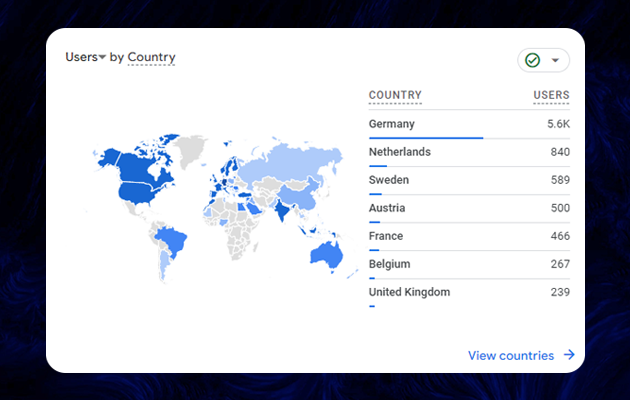 Users by Country
COUNTRY USERS
Germany 5.6K
Netherlands 840
Sweden 589
Austria 500
France 466
Belgium 267
United Kingdom 239
View countries